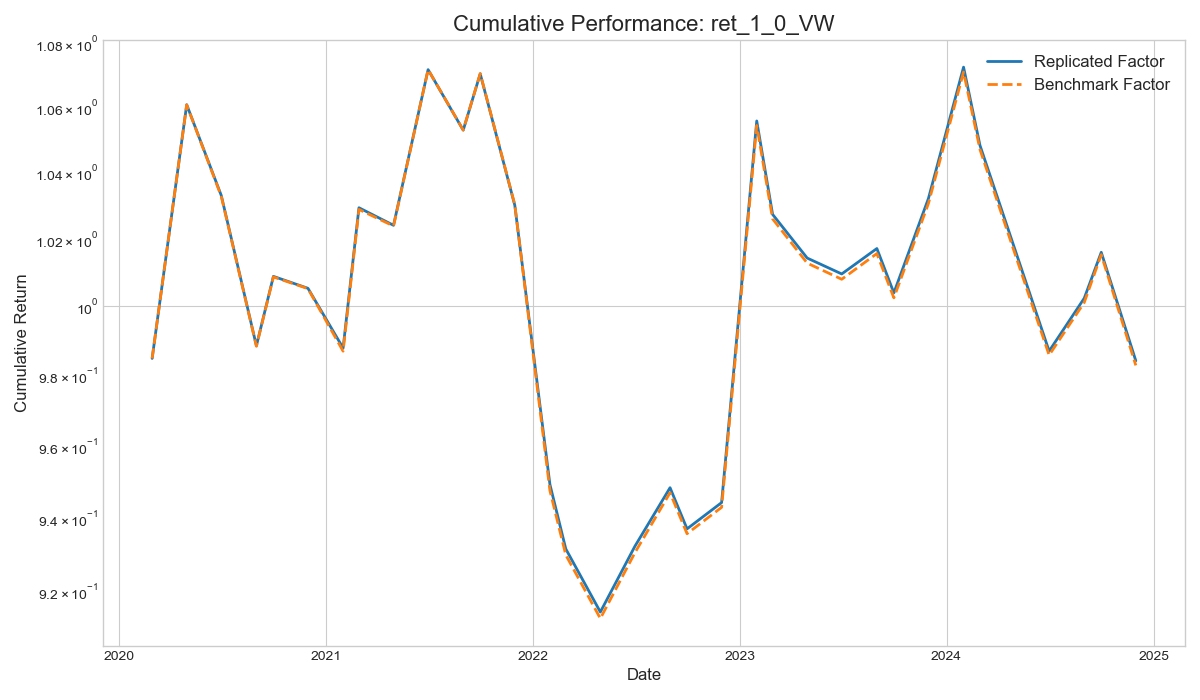 Cumulative Performance: ret_1_0_VW
Replicated Factor
Benchmark Factor
Cumulative Return
1.08 × 10⁰
1.06 × 10⁰
1.04 × 10⁰
1.02 × 10⁰
10⁰
9.8 × 10⁻¹
9.6 × 10⁻¹
9.4 × 10⁻¹
9.2 × 10⁻¹
2020 2021 2022 2023 2024 2025
Date